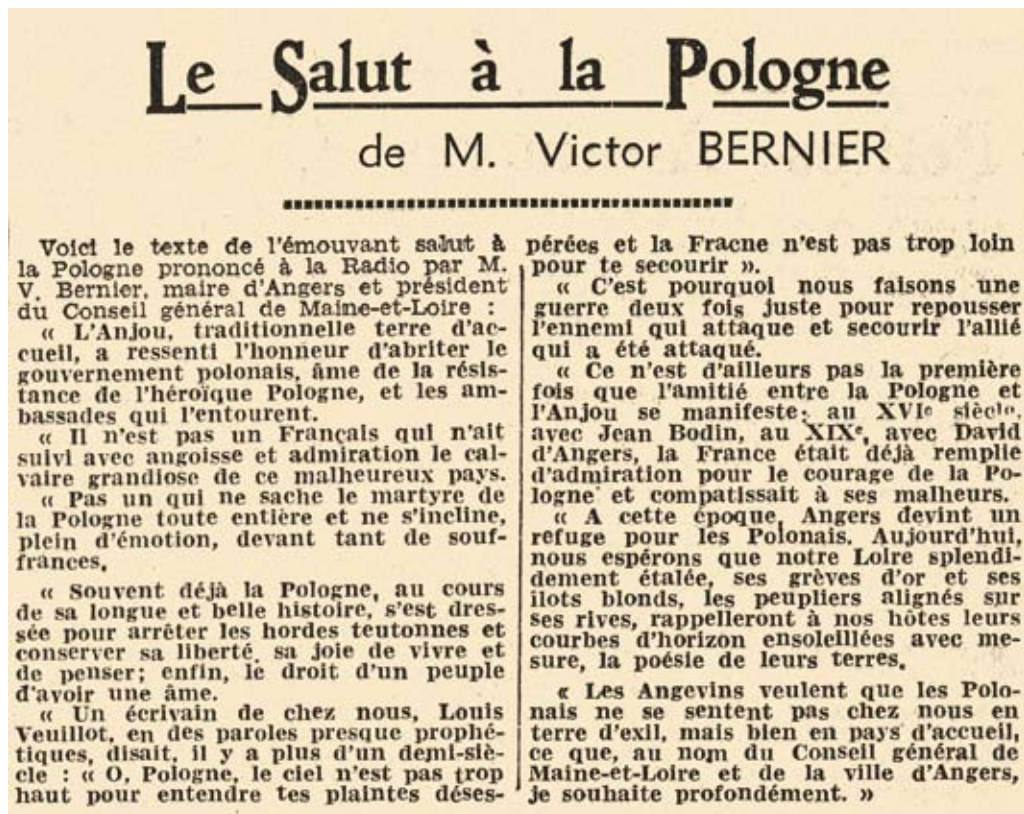 Le Salut à la Pologne
de M. Victor BERNIER
Voici le texte de l'émouvant salut à
la Pologne prononcé à la Radio par M.
V. Bernier, maire d'Angers et président
du Conseil général de Maine-et-Loire :
« L'Anjou, traditionnelle terre d'ac-
cueil, a ressenti l'honneur d'abriter le
gouvernement polonais, âme de la résis-
tance de l'héroïque Pologne, et les am-
bassades qui l'entourent.
« Il n'est pas un Français qui n'ait
suivi avec angoisse et admiration le cal-
vaire grandiose de ce malheureux pays.
« Pas un qui ne sache le martyre de
la Pologne toute entière et ne s'incline,
plein d'émotion, devant tant de souf-
frances.
« Souvent déjà la Pologne, au cours
de sa longue et belle histoire, s'est dres-
sée pour arrêter les hordes teutonnes et
conserver sa liberté, sa joie de vivre et
de penser; enfin, le droit d'un peuple
d'avoir une âme.
« Un écrivain de chez nous, Louis
Veuillot, en des paroles presque prophé-
tiques, disait, il y a plus d'un demi-siè-
cle : « O, Pologne, le ciel n'est pas trop
haut pour entendre tes plaintes déses-
pérées et la Fracne n'est pas trop loin
pour te secourir ».
« C'est pourquoi nous faisons une
guerre deux fois juste pour repousser
l'ennemi qui attaque et secourir l'allié
qui a été attaqué.
« Ce n'est d'ailleurs pas la première
fois que l'amitié entre la Pologne et
l'Anjou se manifeste; au XVIe siècle,
avec Jean Bodin, au XIXe, avec David
d'Angers, la France était déjà remplie
d'admiration pour le courage de la Po-
logne et compatissait à ses malheurs.
« A cette époque, Angers devint un
refuge pour les Polonais. Aujourd'hui,
nous espérons que notre Loire splendi-
dement étalée, ses grèves d'or et ses
îlots blonds, les peupliers alignés sur
ses rives, rappelleront à nos hôtes leurs
courbes d'horizon ensoleillées avec me-
sure, la poésie de leurs terres.
« Les Angevins veulent que les Polo-
nais ne se sentent pas chez nous en
terre d'exil, mais bien en pays d'accueil,
ce que, au nom du Conseil général de
Maine-et-Loire et de la ville d'Angers,
je souhaite profondément. »